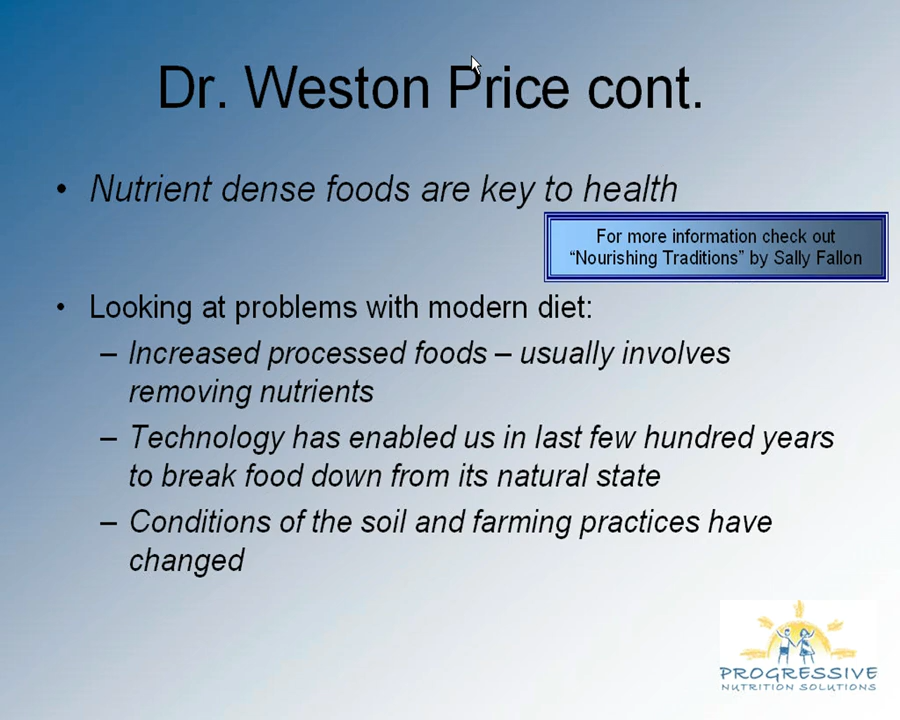 Dr. Weston Price cont.
• Nutrient dense foods are key to health
For more information check out
“Nourishing Traditions” by Sally Fallon
• Looking at problems with modern diet:
– Increased processed foods – usually involves
removing nutrients
– Technology has enabled us in last few hundred years
to break food down from its natural state
– Conditions of the soil and farming practices have
changed
PROGRESSIVE
NUTRITION SOLUTIONS